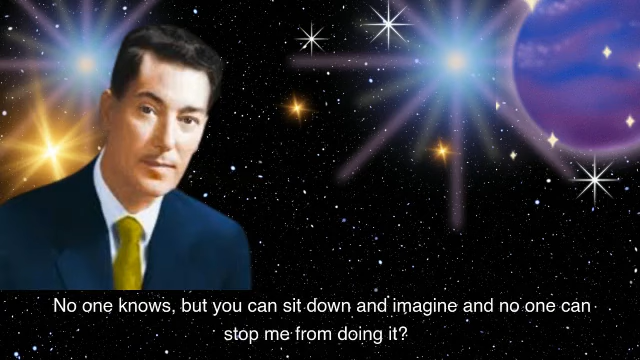 No one knows, but you can sit down and imagine and no one can
stop me from doing it?